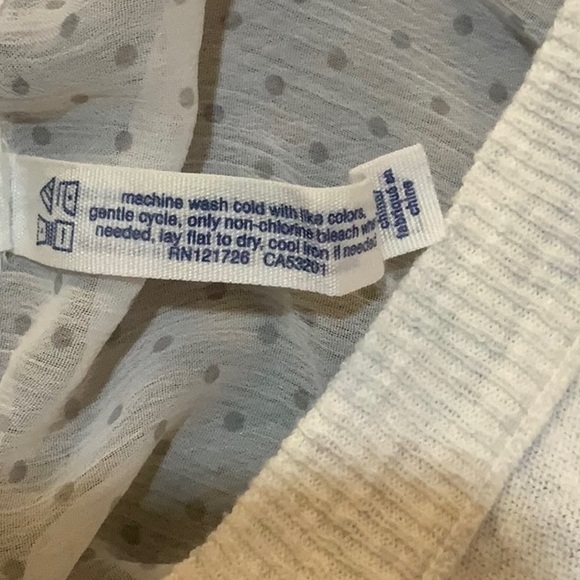 machine wash cold with like colors,
gentle cycle, only non-chlorine bleach
needed, lay flat to dry, cool iron if needed
RN121726 CA53201
china/
fabriqué en
chine